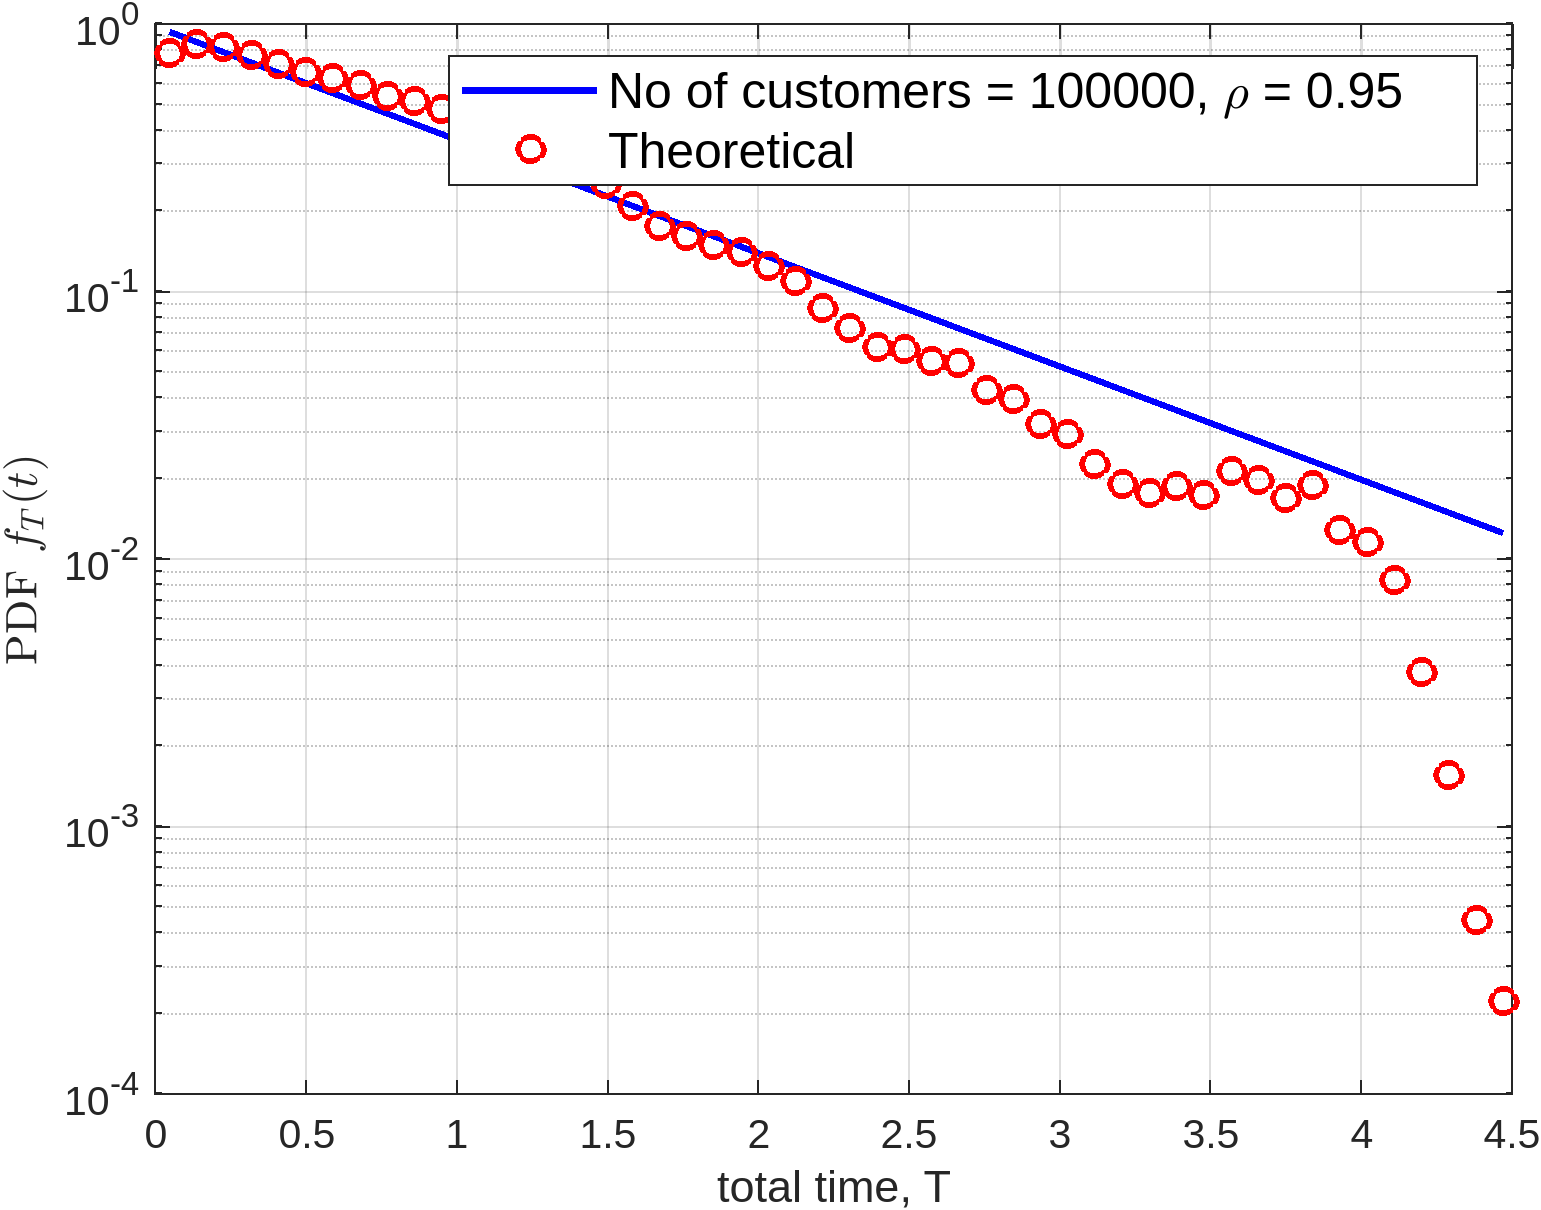 10^0
10^-1
10^-2
10^-3
10^-4
PDF f_T(t)
No of customers = 100000, ρ = 0.95
Theoretical
0 0.5 1 1.5 2 2.5 3 3.5 4 4.5
total time, T